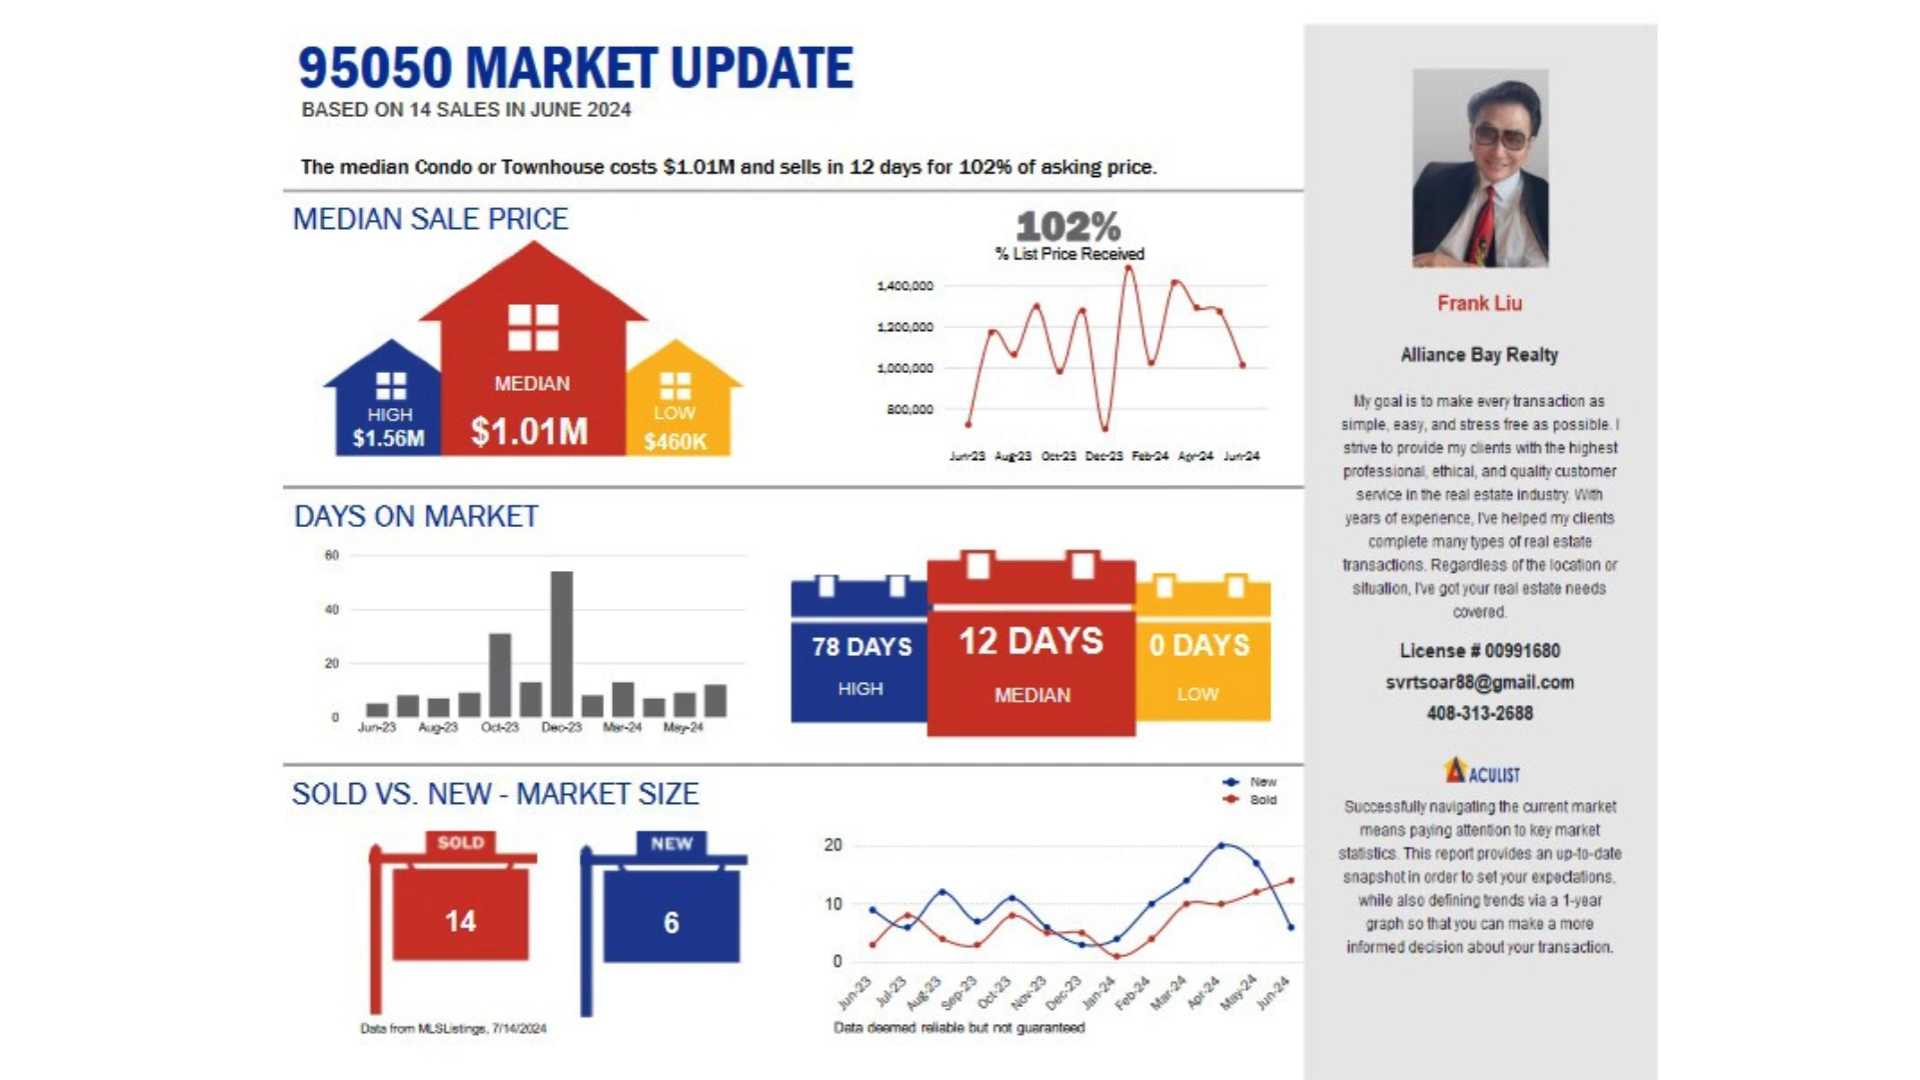 95050 MARKET UPDATE
BASED ON 14 SALES IN JUNE 2024
The median Condo or Townhouse costs $1.01M and sells in 12 days for 102% of asking price.
MEDIAN SALE PRICE
HIGH
$1.56M
MEDIAN
$1.01M
LOW
$460K
102%
% List Price Received
1,400,000
1,200,000
1,000,000
800,000
Jun-23 Aug-23 Oct-23 Dec-23 Feb-24 Apr-24 Jun-24
DAYS ON MARKET
60
40
20
0
Jun-23 Aug-23 Oct-23 Dec-23 Mar-24 May-24
78 DAYS
HIGH
12 DAYS
MEDIAN
0 DAYS
LOW
SOLD VS. NEW - MARKET SIZE
SOLD
14
NEW
6
New
Sold
20
10
0
Jun-23 Jul-23 Aug-23 Sep-23 Oct-23 Nov-23 Dec-23 Jan-24 Feb-24 Mar-24 Apr-24 May-24 Jun-24
Data from MLSListings, 7/14/2024
Data deemed reliable but not guaranteed
Frank Liu
Alliance Bay Realty
My goal is to make every transaction as
simple, easy, and stress free as possible. I
strive to provide my clients with the highest
professional, ethical, and quality customer
service in the real estate industry. With
years of experience, I've helped my clients
complete many types of real estate
transactions. Regardless of the location or
situation, I've got your real estate needs
covered.
License # 00991680
svrtsoar88@gmail.com
408-313-2688
ACULIST
Successfully navigating the current market
means paying attention to key market
statistics. This report provides an up-to-date
snapshot in order to set your expectations,
while also defining trends via a 1-year
graph so that you can make a more
informed decision about your transaction.